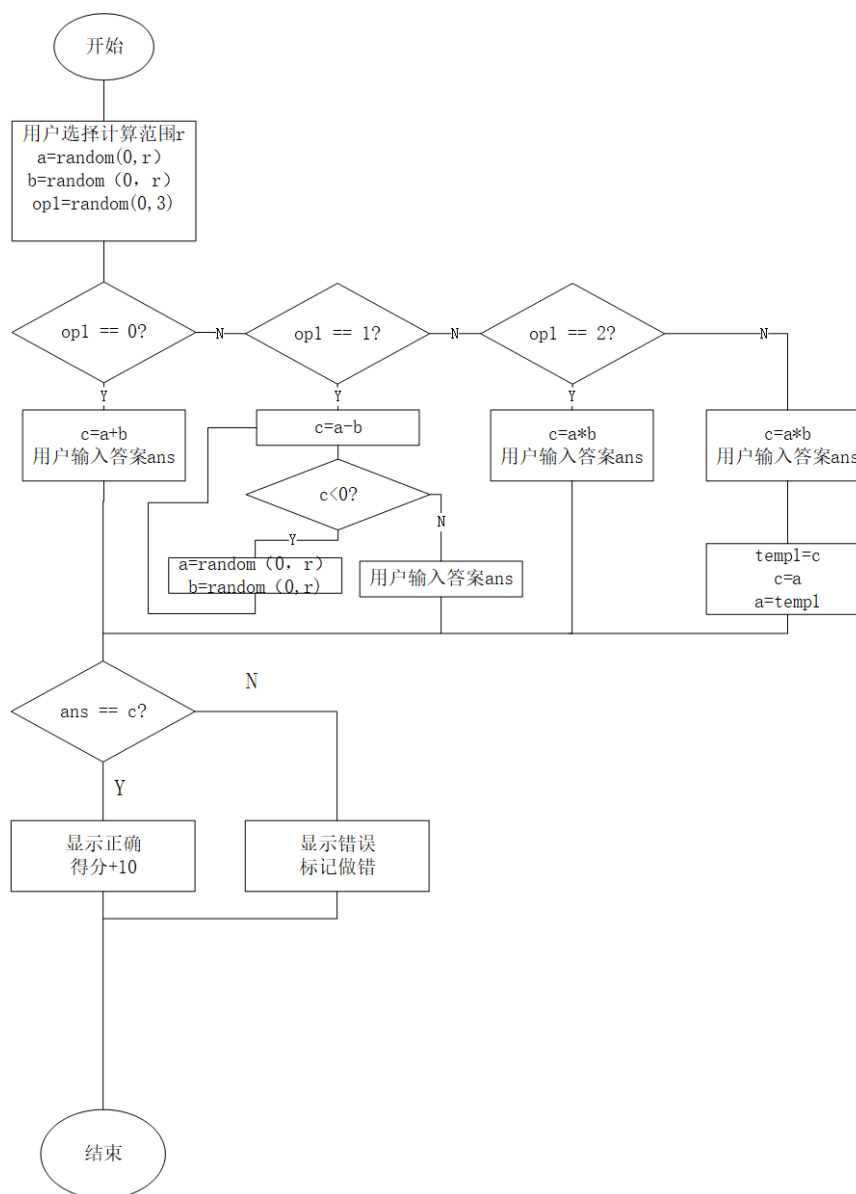 开始
用户选择计算范围r
a=random(0,r）
b=random（0，r）
op1=random(0,3)
op1 == 0?
N
op1 == 1?
N
op1 == 2?
N
Y
Y
Y
c=a+b
用户输入答案ans
c=a-b
c=a*b
用户输入答案ans
c=a*b
用户输入答案ans
c<0?
N
Y
a=random（0，r）
b=random（0,r)
用户输入答案ans
temp1=c
c=a
a=temp1
ans == c?
N
Y
显示正确
得分+10
显示错误
标记做错
结束